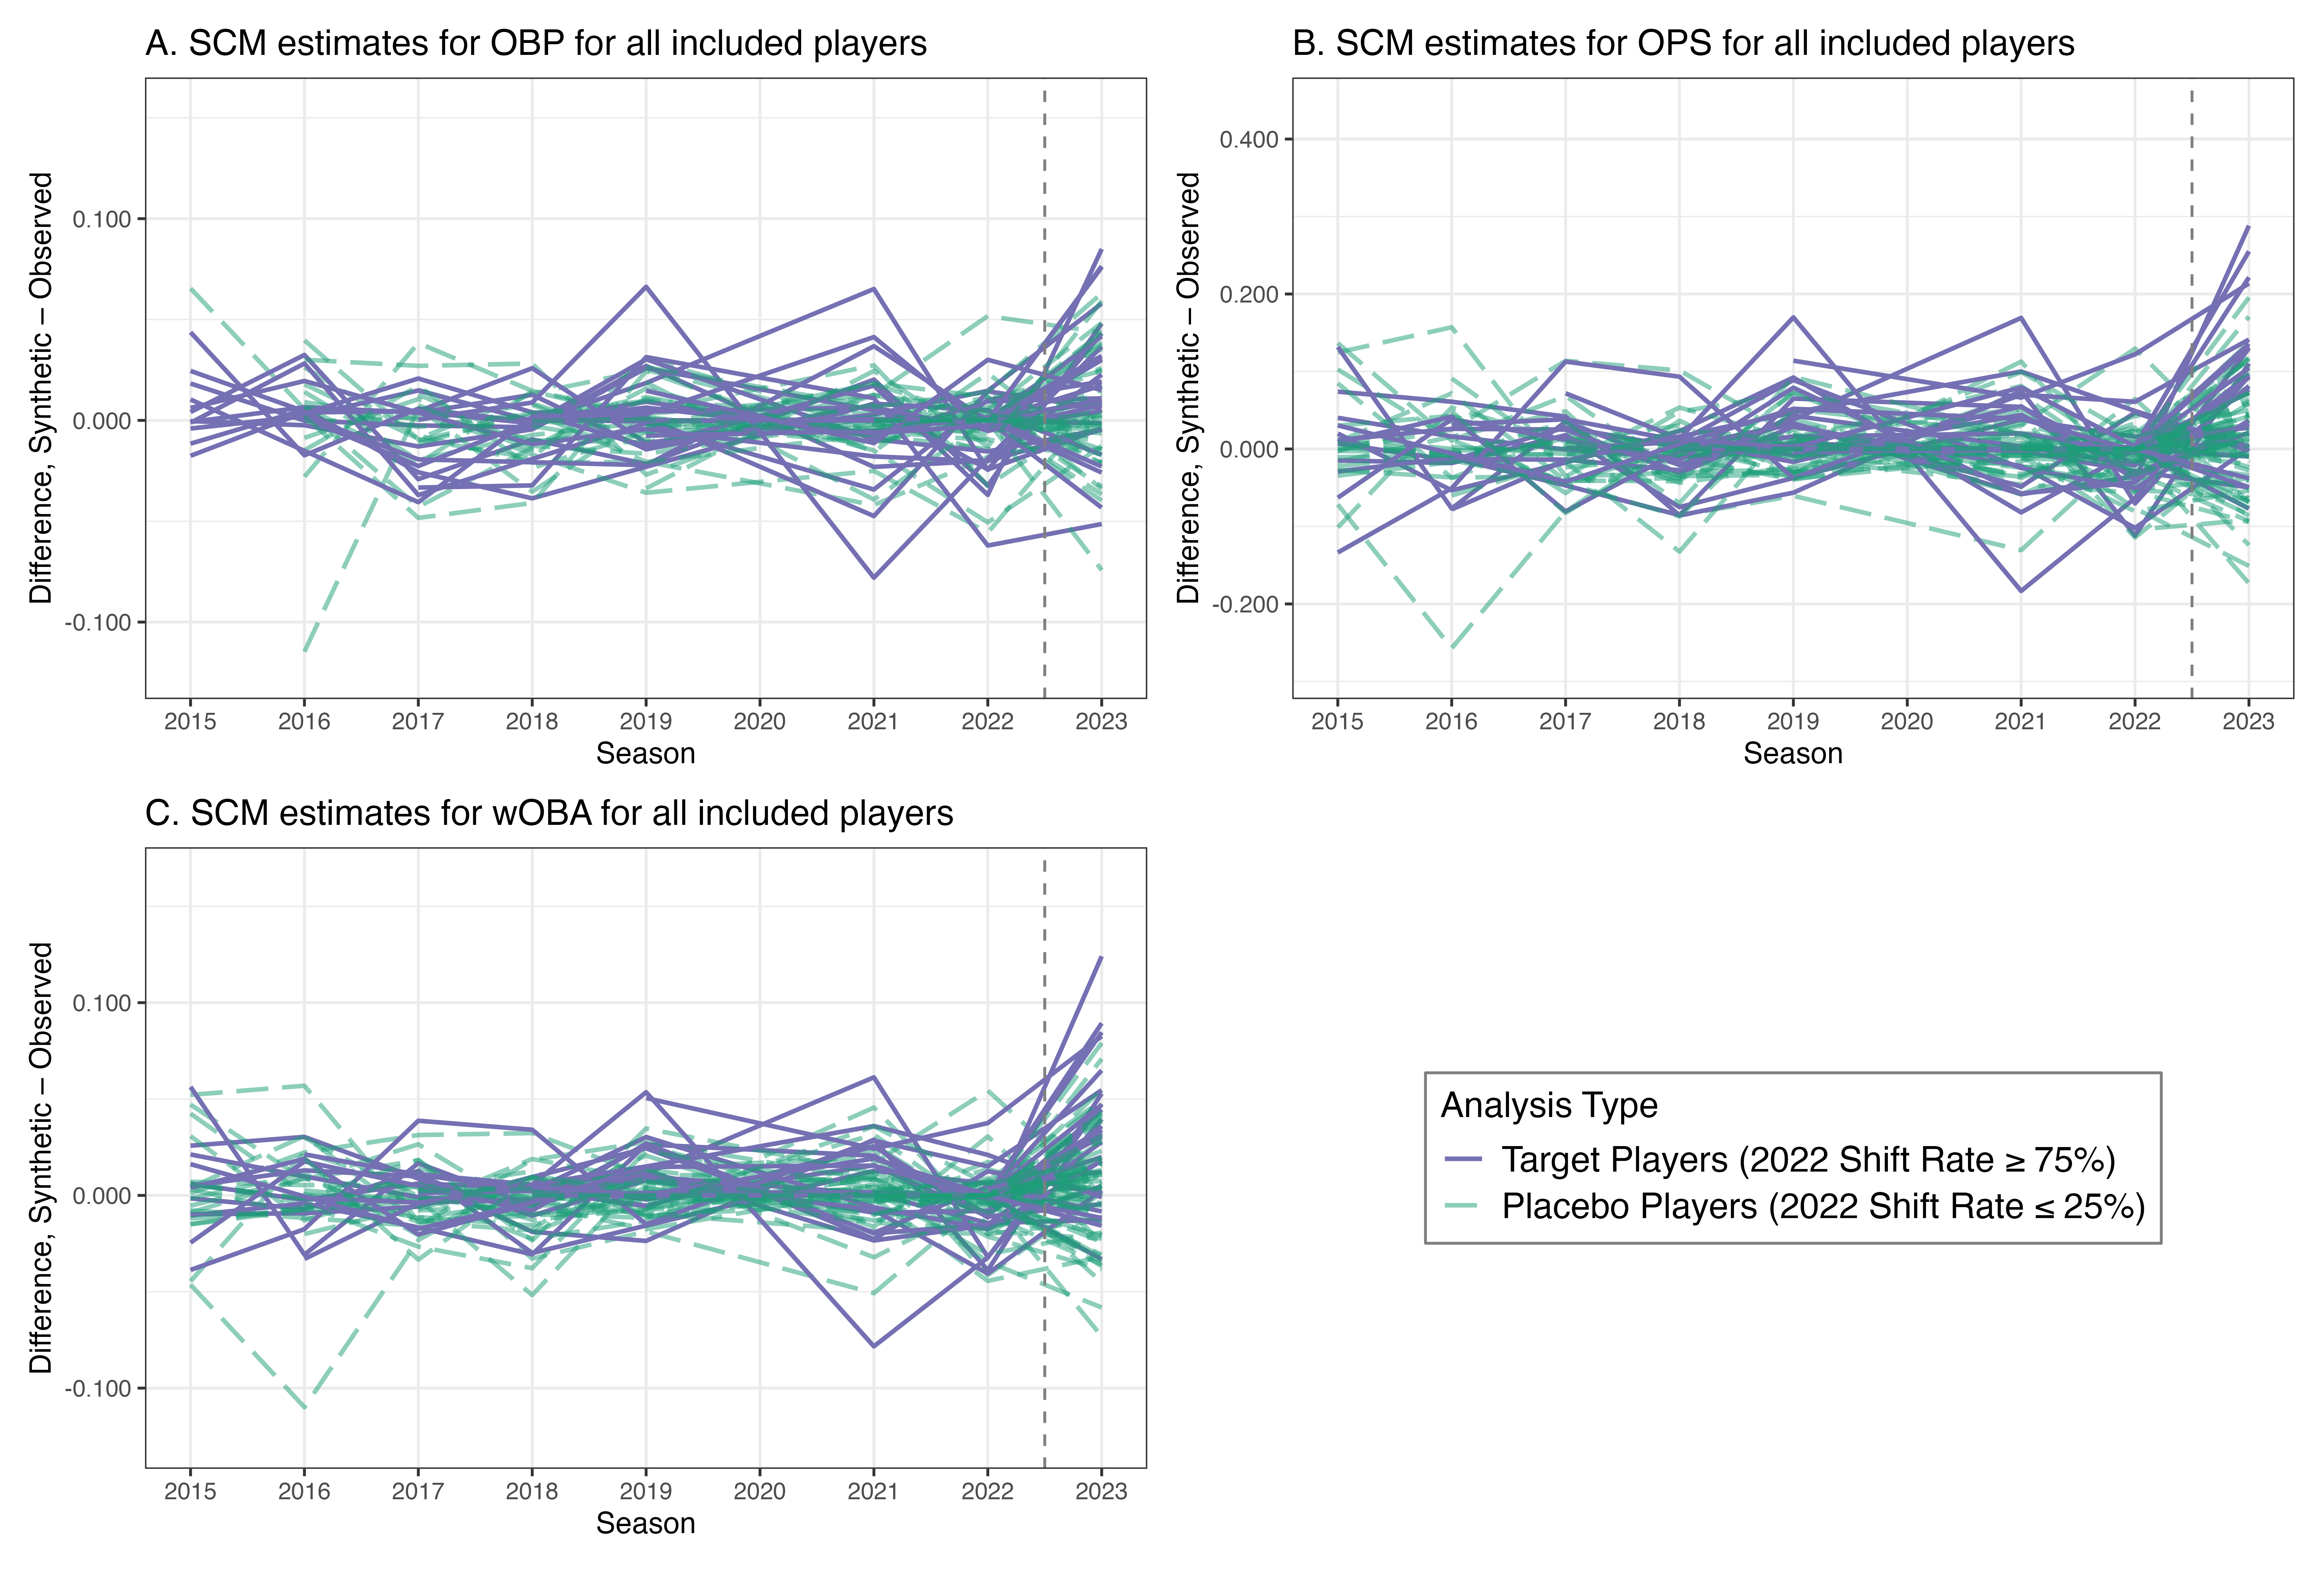 A. SCM estimates for OBP for all included players
Difference, Synthetic – Observed
0.100
0.000
-0.100
2015 2016 2017 2018 2019 2020 2021 2022 2023
Season
B. SCM estimates for OPS for all included players
Difference, Synthetic – Observed
0.400
0.200
0.000
-0.200
2015 2016 2017 2018 2019 2020 2021 2022 2023
Season
C. SCM estimates for wOBA for all included players
Difference, Synthetic – Observed
0.100
0.000
-0.100
2015 2016 2017 2018 2019 2020 2021 2022 2023
Season
Analysis Type
Target Players (2022 Shift Rate ≥ 75%)
Placebo Players (2022 Shift Rate ≤ 25%)